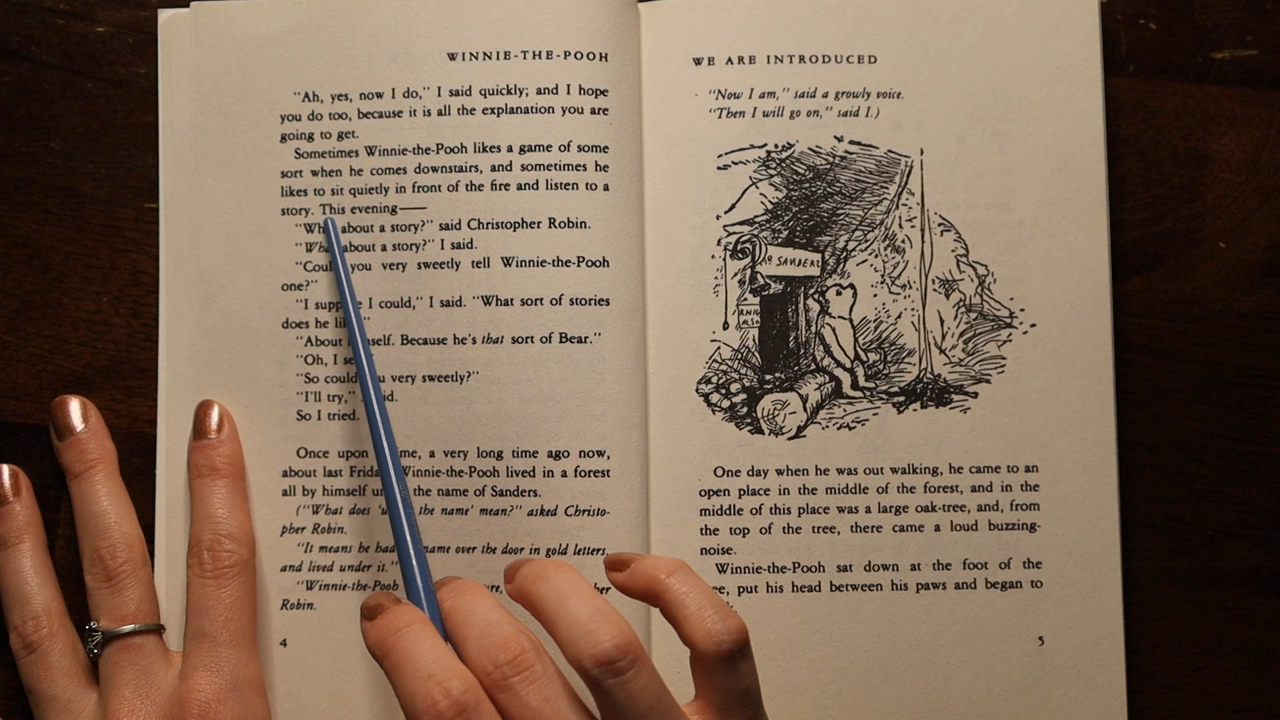 WINNIE-THE-POOH
"Ah, yes, now I do," I said quickly; and I hope
you do too, because it is all the explanation you are
going to get.
Sometimes Winnie-the-Pooh likes a game of some
sort when he comes downstairs, and sometimes he
likes to sit quietly in front of the fire and listen to a
story. This evening——
about a story?" said Christopher Robin.
about a story?" I said.
you very sweetly tell Winnie-the-Pooh
one?"
"I I could," I said. "What sort of stories
does he
"About Because he's that sort of Bear."
"Oh, I
"So very sweetly?"
"I'll try,"
So I tried.
Once upon a very long time ago now,
about last Winnie-the-Pooh lived in a forest
all by himself the name of Sanders.
("What does the name' mean?" asked Christo-
pher Robin.
"It means he had name over the door in gold letters,
and lived under it."
"Winnie-the-Pooh
Robin.
4
WE ARE INTRODUCED
"Now I am," said a growly voice.
"Then I will go on," said I.)
SANDERS
One day when he was out walking, he came to an
open place in the middle of the forest, and in the
middle of this place was a large oak-tree, and, from
the top of the tree, there came a loud buzzing-
noise.
Winnie-the-Pooh sat down at the foot of the
put his head between his paws and began to
5